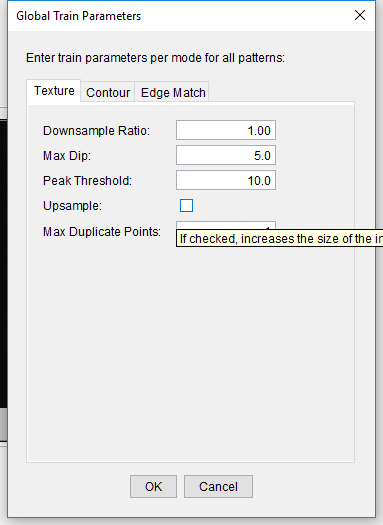 Global Train Parameters
Enter train parameters per mode for all patterns:
Texture Contour Edge Match
Downsample Ratio: 1.00
Max Dip: 5.0
Peak Threshold: 10.0
Upsample:
Max Duplicate Points:
If checked, increases the size of the
OK Cancel